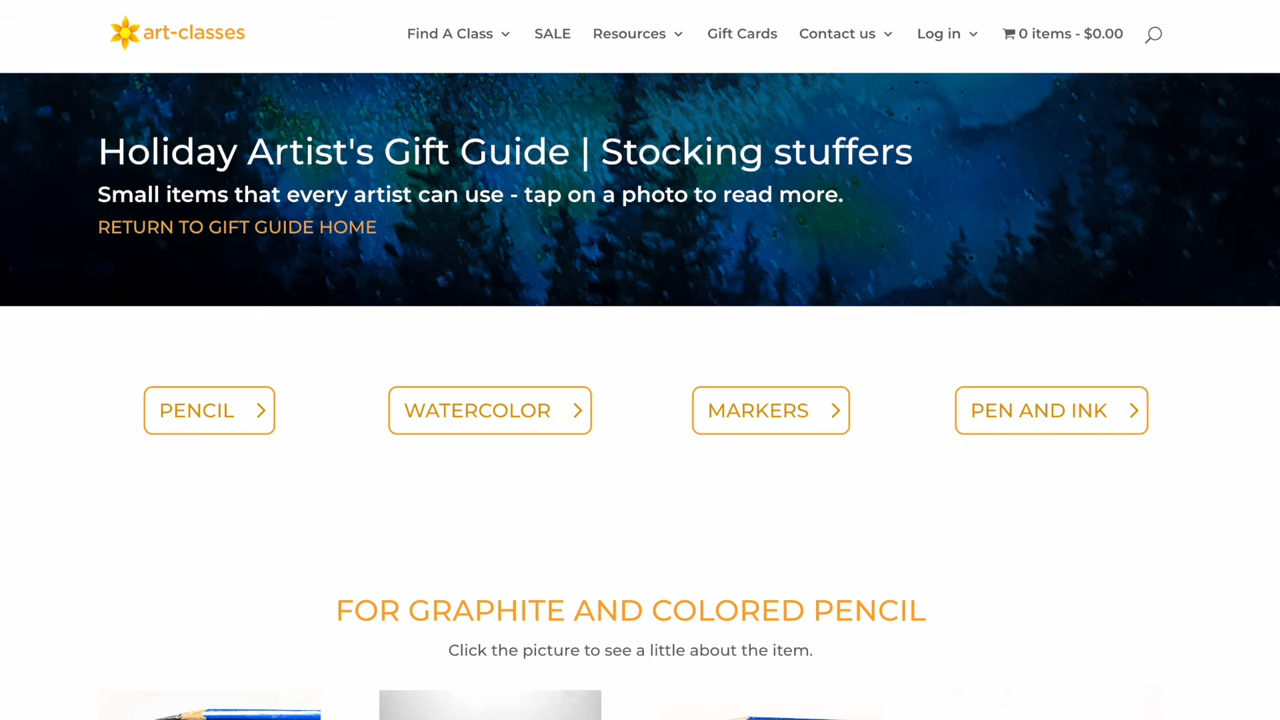 art-classes
Find A Class
SALE
Resources
Gift Cards
Contact us
Log in
0 items - $0.00
Holiday Artist's Gift Guide | Stocking stuffers
Small items that every artist can use - tap on a photo to read more.
RETURN TO GIFT GUIDE HOME
PENCIL
WATERCOLOR
MARKERS
PEN AND INK
FOR GRAPHITE AND COLORED PENCIL
Click the picture to see a little about the item.